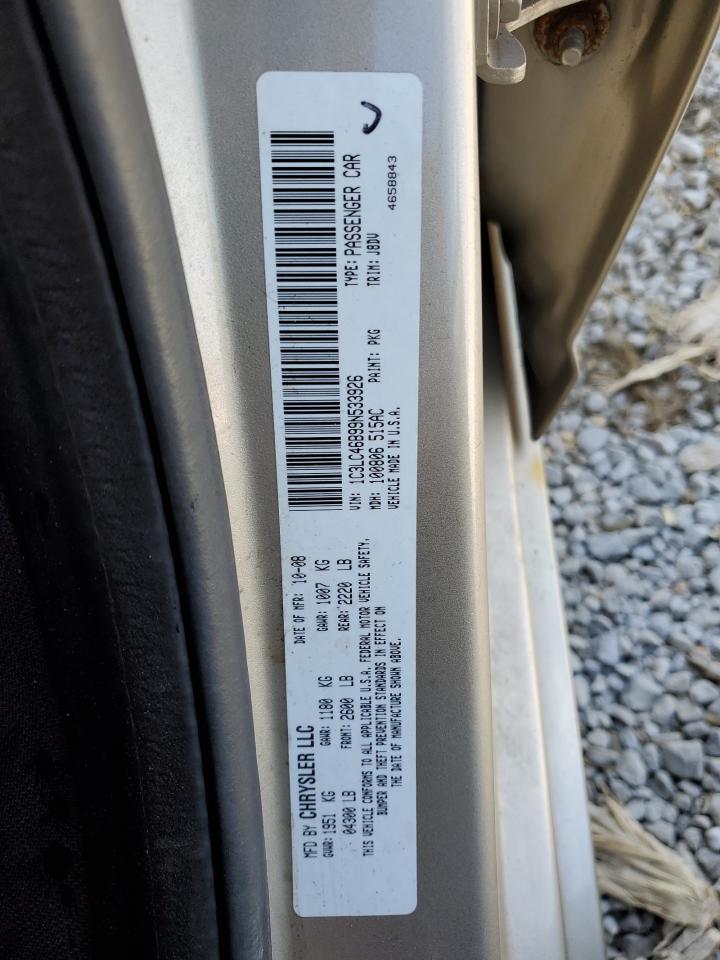 MFD BY CHRYSLER LLC
DATE OF MFR: 10-08
GVWR: 1951 KG
GAWR: 1180 KG
GAWR: 1007 KG
04300 LB
FRONT: 2600 LB
REAR: 2220 LB
THIS VEHICLE CONFORMS TO ALL APPLICABLE U.S.A. FEDERAL MOTOR VEHICLE SAFETY,
BUMPER AND THEFT PREVENTION STANDARDS IN EFFECT ON
THE DATE OF MANUFACTURE SHOWN ABOVE.
VIN: 1C3LC46B99N533926
TYPE: PASSENGER CAR
MDH: 100806 515AC
PAINT: PKG
TRIM: J8DV
VEHICLE MADE IN U.S.A.
4658843